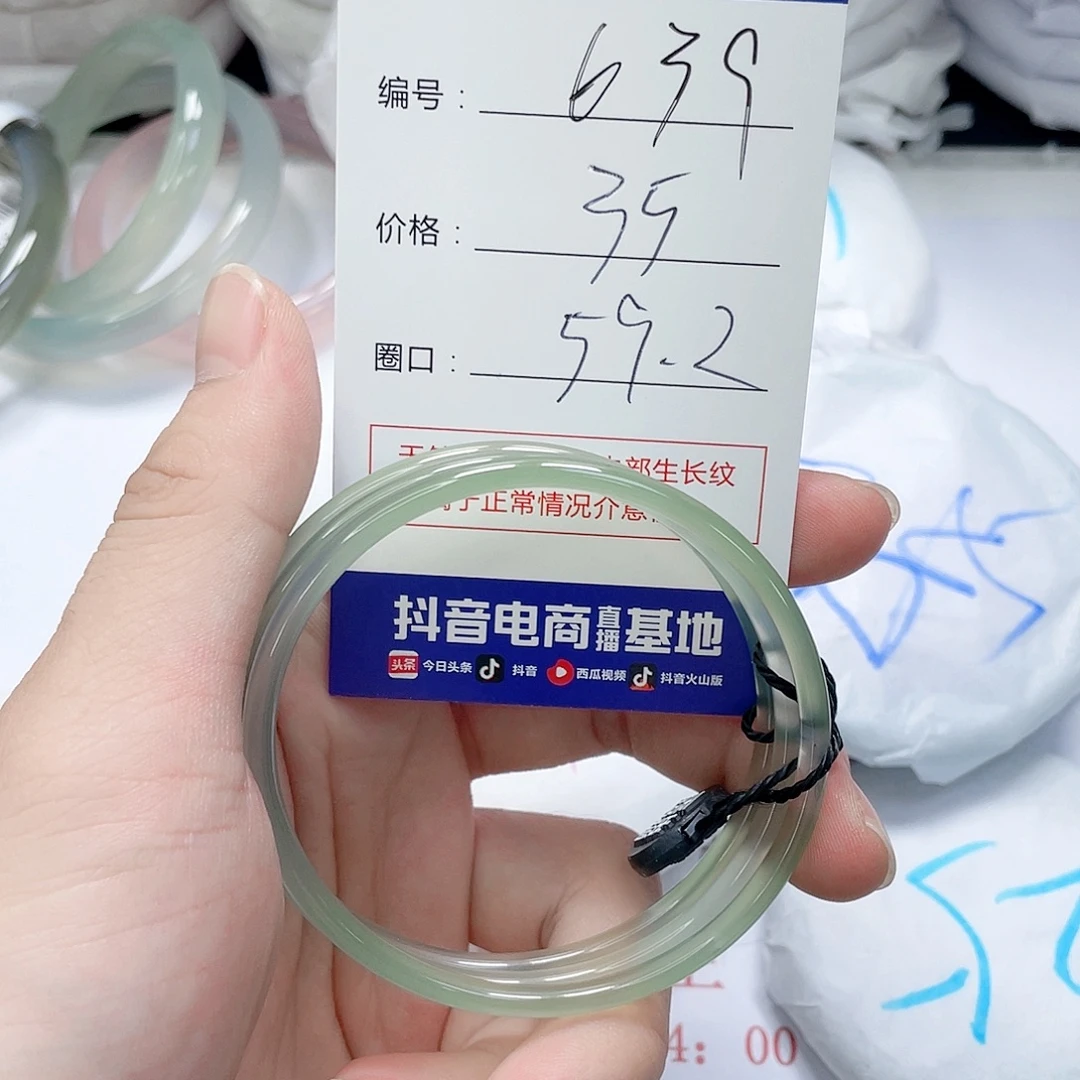 编号： 639
价格： 35
圈口： 59.2
部生长纹
于正常情况介意
抖音电商直播基地
头条 今日头条 抖音 西瓜视频 抖音火山版
4：00